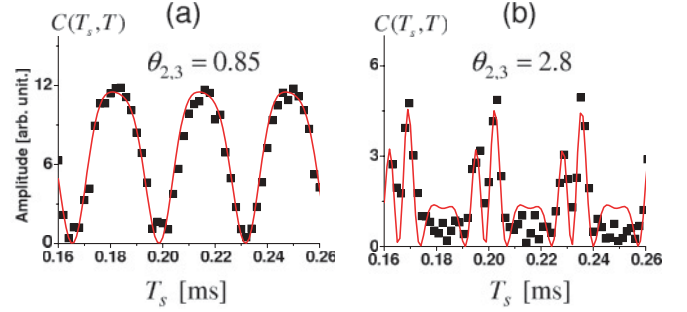 (a)
C(T_s,T)
θ_{2,3} = 0.85
Amplitude [arb. unit.]
12
6
0
0.16 0.18 0.20 0.22 0.24 0.26
T_s [ms]
(b)
C(T_s,T)
θ_{2,3} = 2.8
6
3
0
0.16 0.18 0.20 0.22 0.24 0.26
T_s [ms]